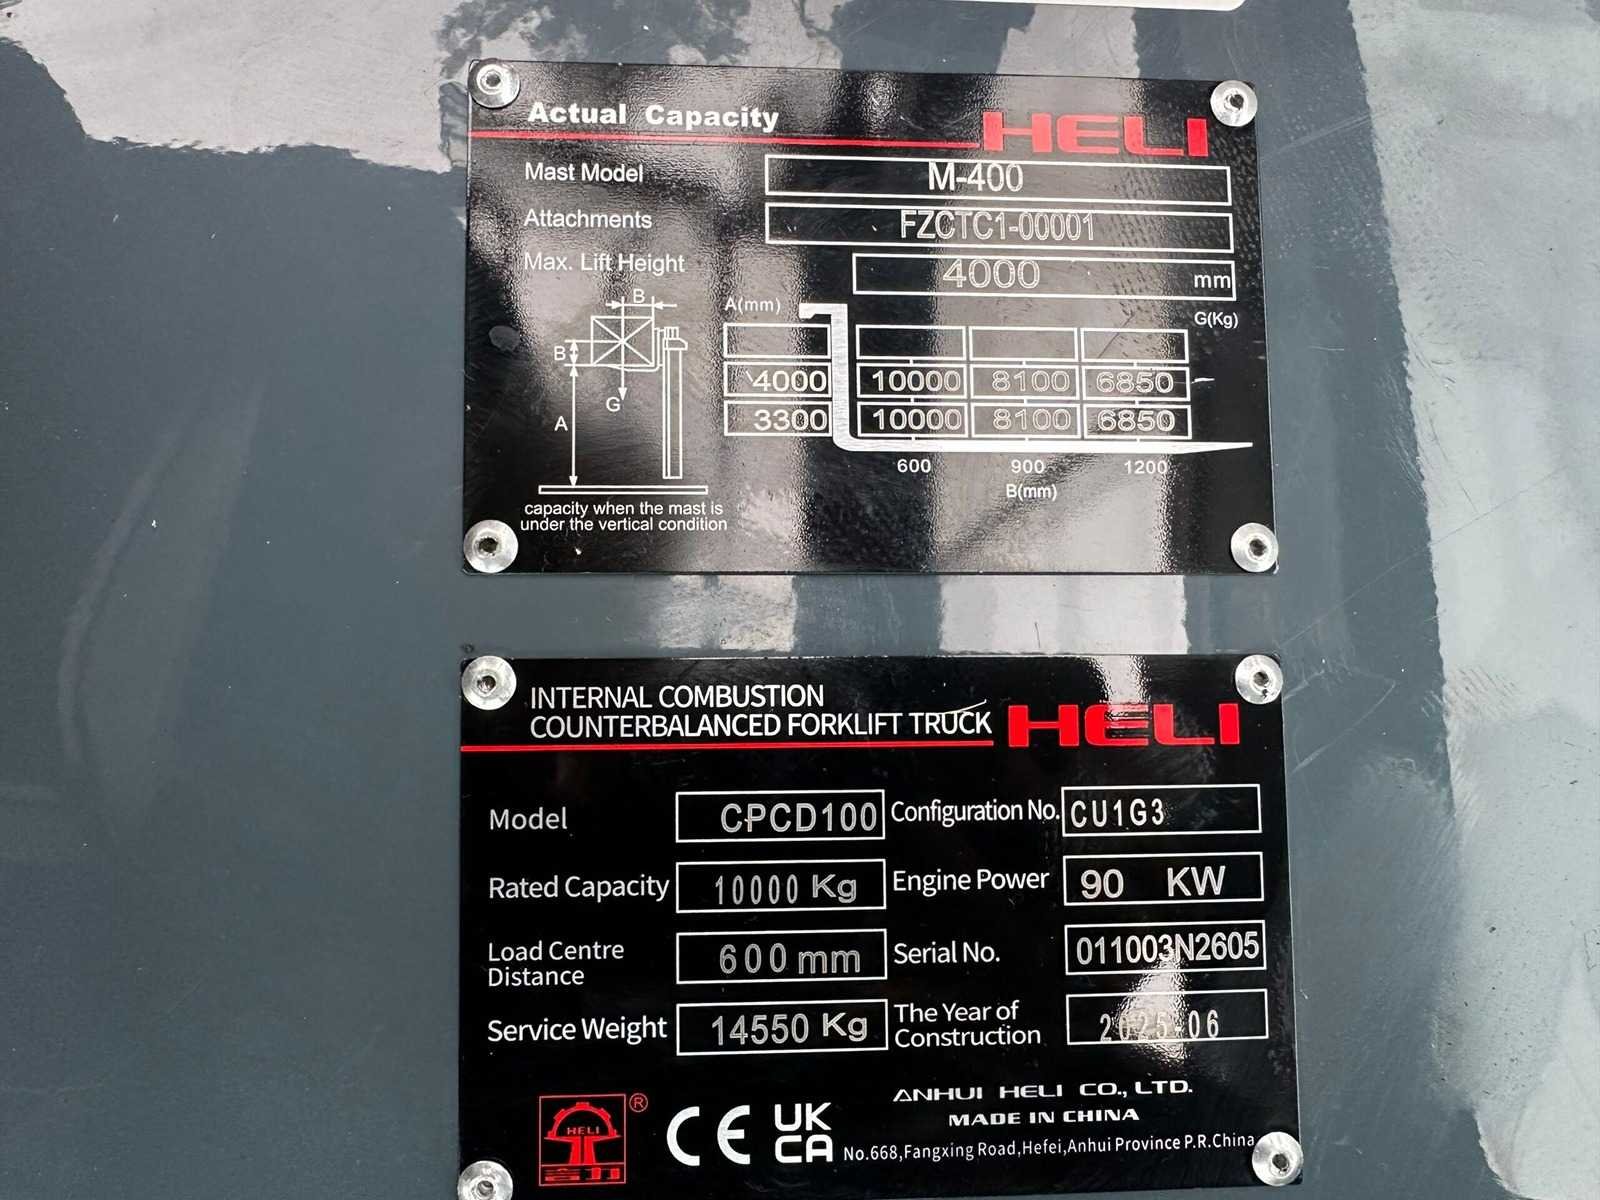 Actual Capacity HELI
Mast Model M-400
Attachments FZCTC1-00001
Max. Lift Height 4000 mm
B A(mm) G(Kg)
B 4000 10000 8100 6850
G
A 3300 10000 8100 6850
600 900 1200
B(mm)
capacity when the mast is
under the vertical condition
INTERNAL COMBUSTION
COUNTERBALANCED FORKLIFT TRUCK HELI
Model CPCD100 Configuration No. CU1G3
Rated Capacity 10000 Kg Engine Power 90 KW
Load Centre
Distance 600 mm Serial No. 011003N2605
Service Weight 14550 Kg The Year of
Construction 2025-06
HELI ® CE UK
CA
合力
ANHUI HELI CO., LTD.
MADE IN CHINA
No.668,Fangxing Road,Hefei,Anhui Province P.R.China